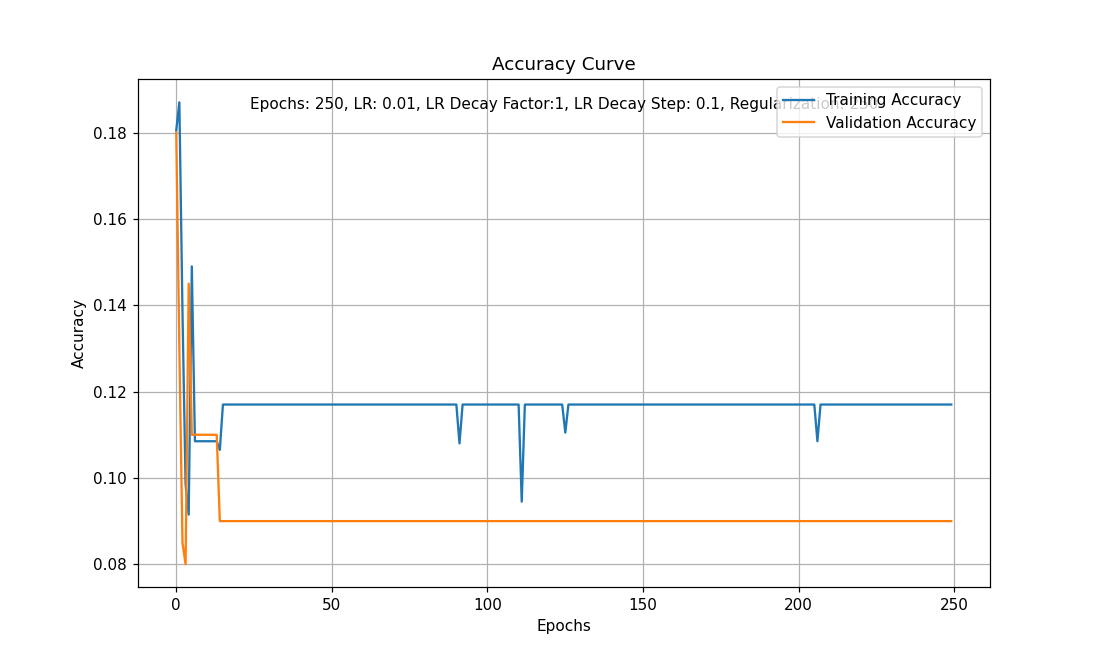 Accuracy Curve
Epochs: 250, LR: 0.01, LR Decay Factor:1, LR Decay Step: 0.1, Regularization:
Training Accuracy
Validation Accuracy
Accuracy
0.18
0.16
0.14
0.12
0.10
0.08
0
50
100
150
200
250
Epochs